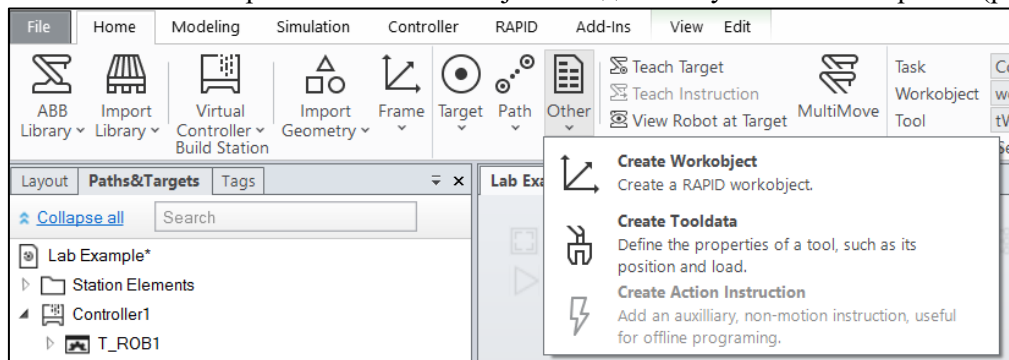 File Home Modeling Simulation Controller RAPID Add-Ins View Edit
ABB Library
Import Library
Virtual Controller
Import Geometry
Frame
Target
Path
Other
Build Station
Teach Target
Teach Instruction
View Robot at Target
MultiMove
Task
Workobject
Tool
Layout Paths&Targets Tags
Collapse all
Search
Lab Example*
Station Elements
Controller1
T_ROB1
Create Workobject
Create a RAPID workobject.
Create Tooldata
Define the properties of a tool, such as its
position and load.
Create Action Instruction
Add an auxilliary, non-motion instruction, useful
for offline programing.